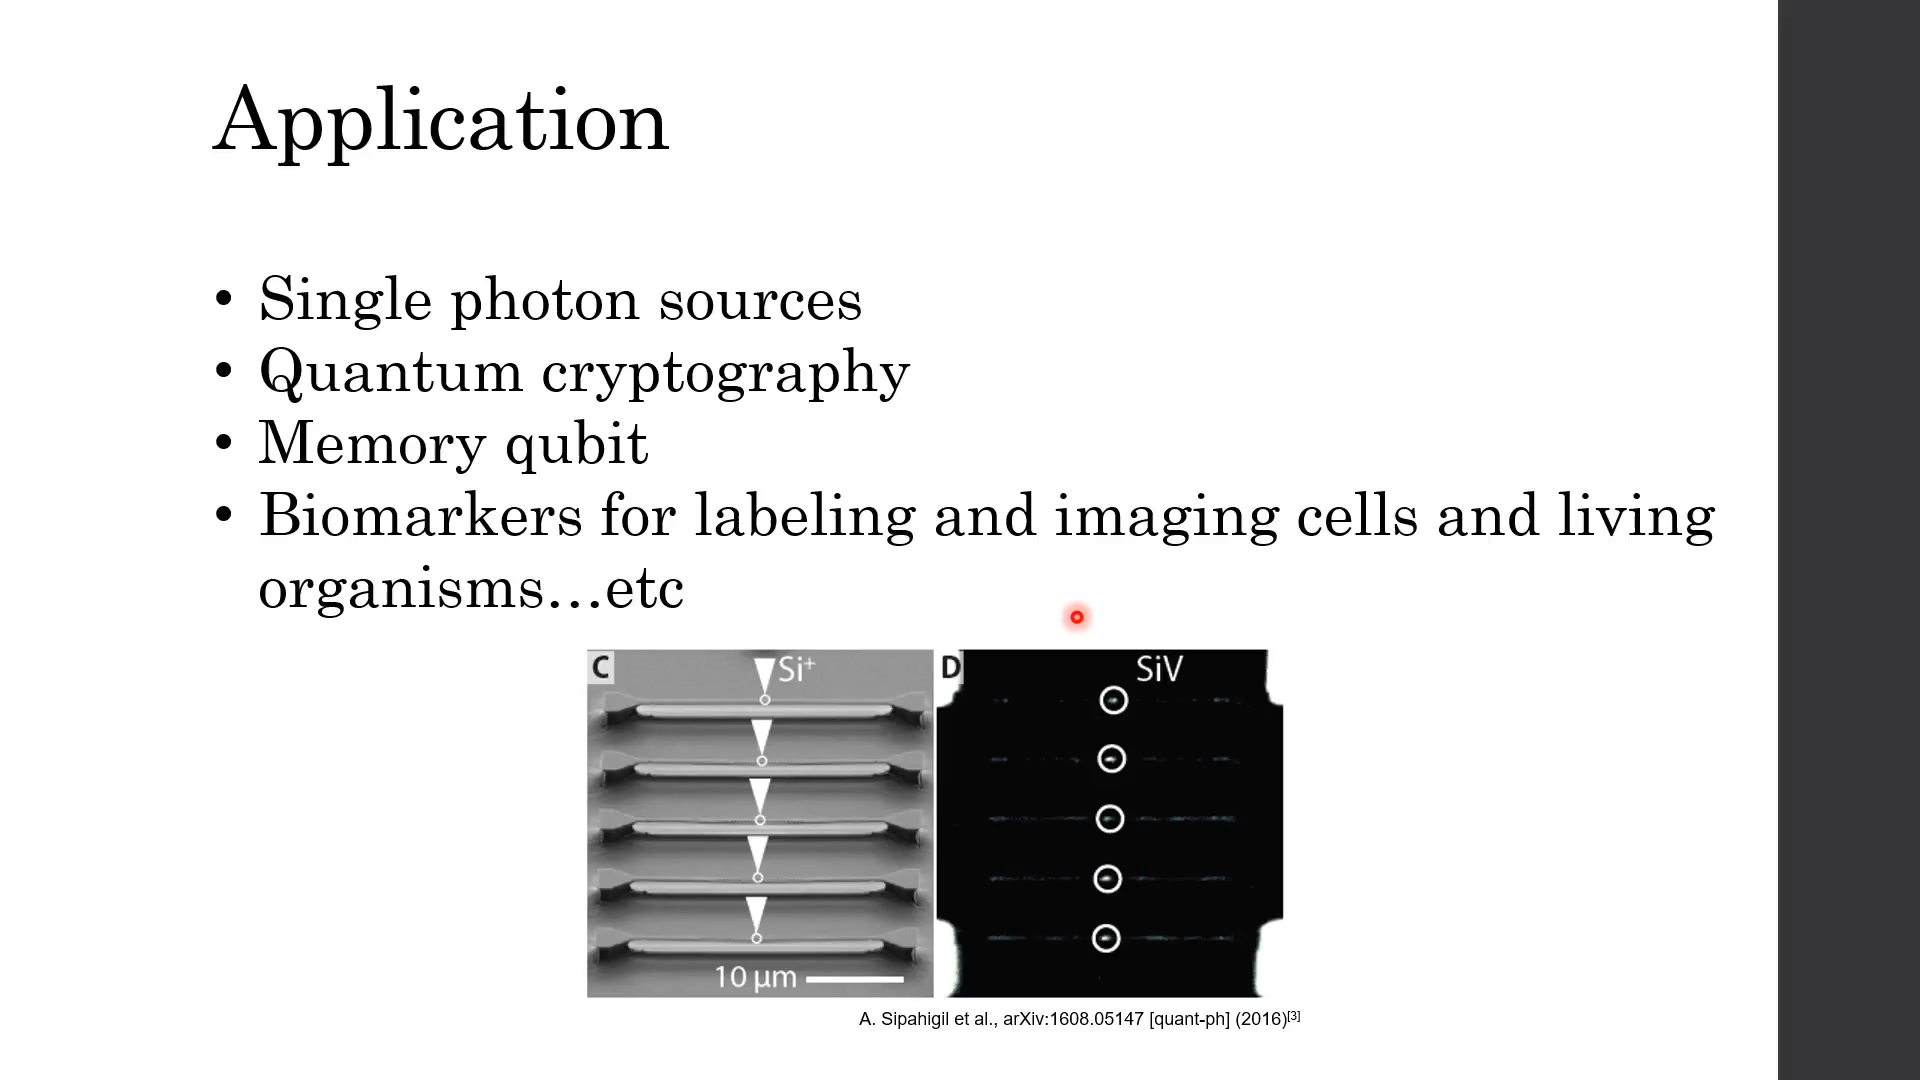 Application
• Single photon sources
• Quantum cryptography
• Memory qubit
• Biomarkers for labeling and imaging cells and living
organisms...etc
C Si⁺
D SiV
10 µm
A. Sipahigil et al., arXiv:1608.05147 [quant-ph] (2016)[3]